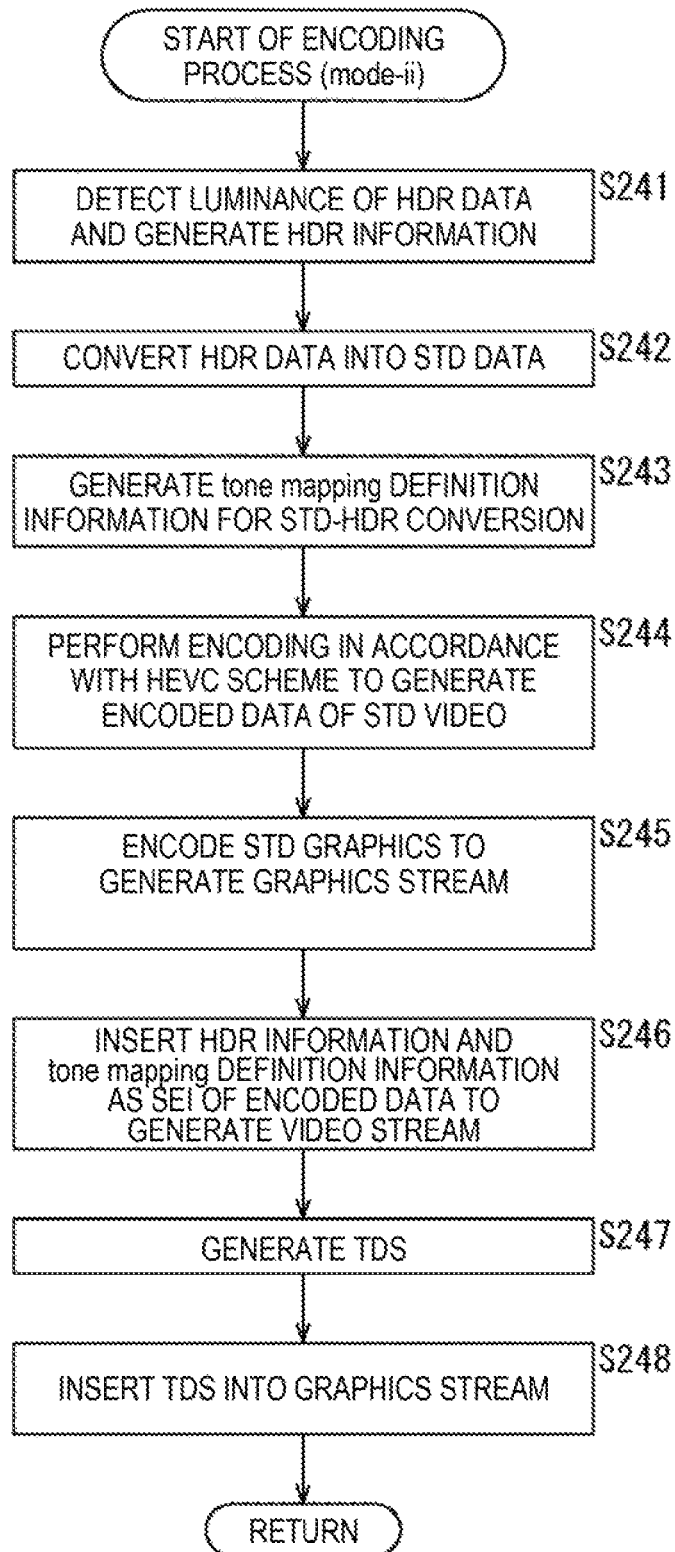 START OF ENCODING
PROCESS (mode-ii)
S241
DETECT LUMINANCE OF HDR DATA
AND GENERATE HDR INFORMATION
S242
CONVERT HDR DATA INTO STD DATA
S243
GENERATE tone mapping DEFINITION
INFORMATION FOR STD-HDR CONVERSION
S244
PERFORM ENCODING IN ACCORDANCE
WITH HEVC SCHEME TO GENERATE
ENCODED DATA OF STD VIDEO
S245
ENCODE STD GRAPHICS TO
GENERATE GRAPHICS STREAM
S246
INSERT HDR INFORMATION AND
tone mapping DEFINITION INFORMATION
AS SEI OF ENCODED DATA TO
GENERATE VIDEO STREAM
S247
GENERATE TDS
S248
INSERT TDS INTO GRAPHICS STREAM
RETURN